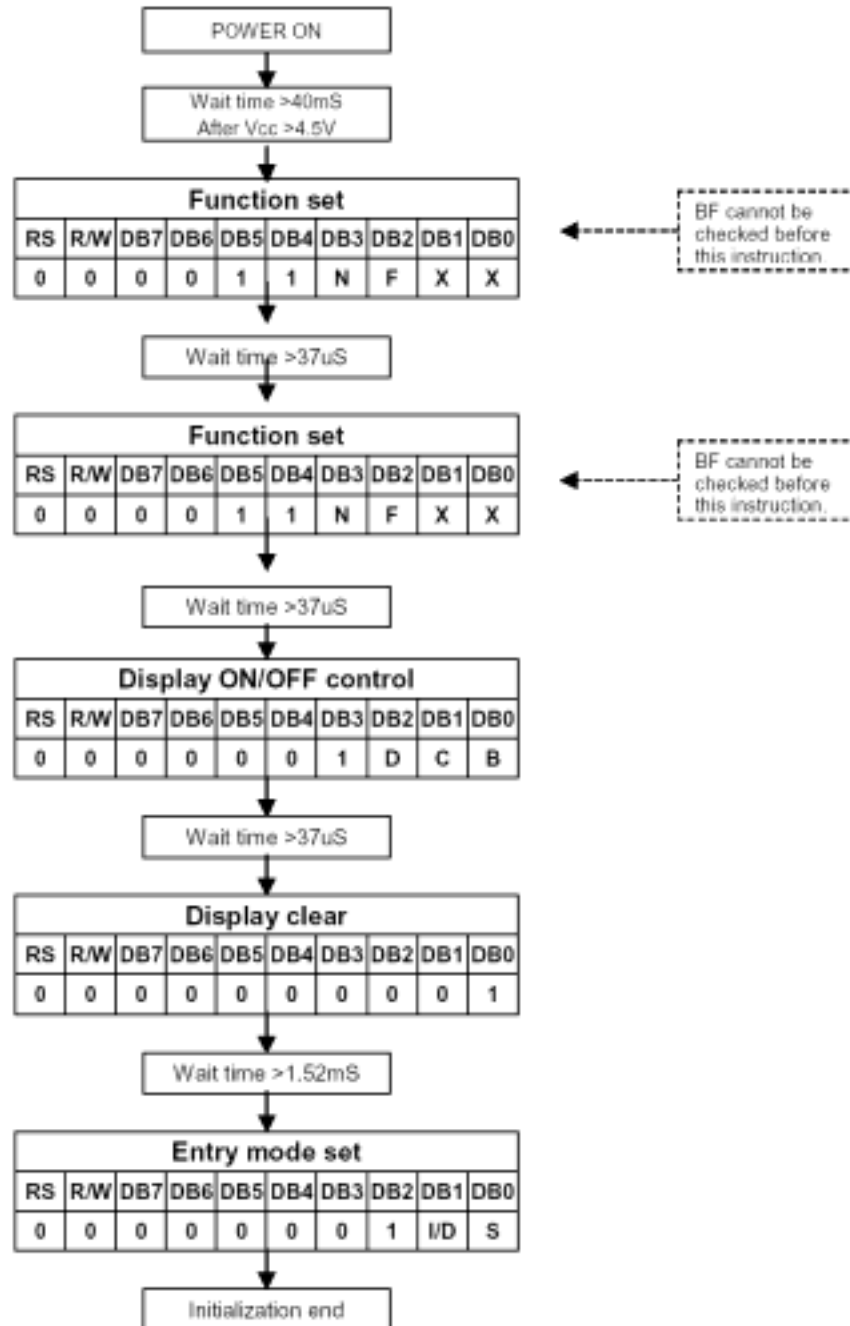 POWER ON
Wait time >40mS
After Vcc >4.5V
Function set
RS R/W DB7 DB6 DB5 DB4 DB3 DB2 DB1 DB0
0 0 0 0 1 1 N F X X
BF cannot be
checked before
this instruction.
Wait time >37uS
Function set
RS R/W DB7 DB6 DB5 DB4 DB3 DB2 DB1 DB0
0 0 0 0 1 1 N F X X
BF cannot be
checked before
this instruction.
Wait time >37uS
Display ON/OFF control
RS R/W DB7 DB6 DB5 DB4 DB3 DB2 DB1 DB0
0 0 0 0 0 0 1 D C B
Wait time >37uS
Display clear
RS R/W DB7 DB6 DB5 DB4 DB3 DB2 DB1 DB0
0 0 0 0 0 0 0 0 0 1
Wait time >1.52mS
Entry mode set
RS R/W DB7 DB6 DB5 DB4 DB3 DB2 DB1 DB0
0 0 0 0 0 0 0 1 I/D S
Initialization end